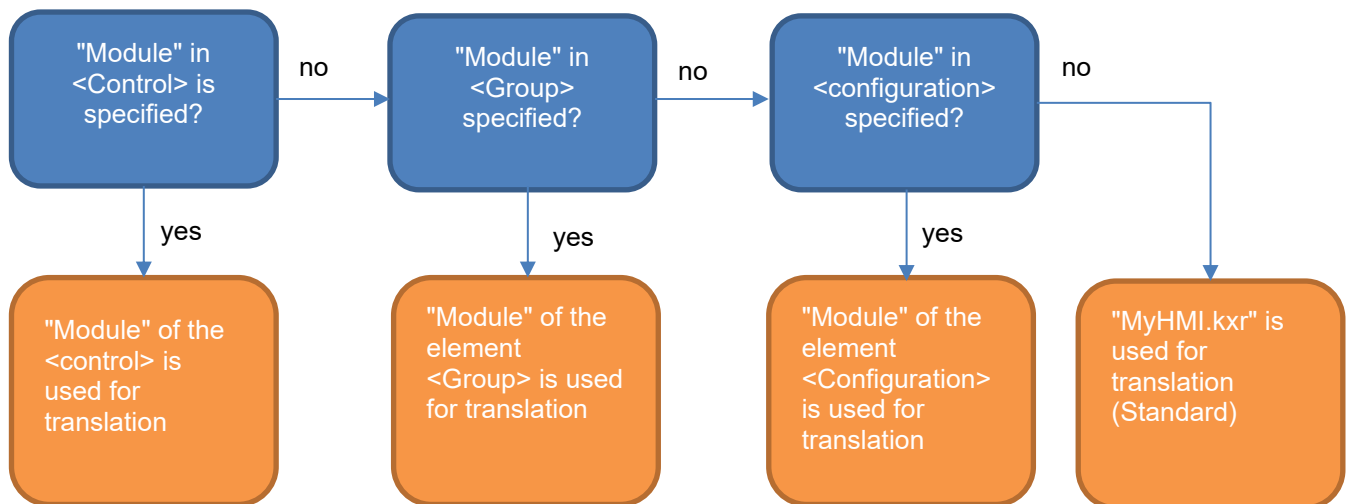 "Module" in
<Control> is
specified?
no
"Module" in
<Group>
specified?
no
"Module" in
<configuration>
specified?
no
yes
yes
yes
"Module" of the
<control> is
used for
translation
"Module" of the
element
<Group> is used
for translation
"Module" of the
element
<Configuration>
is used for
translation
"MyHMI.kxr" is
used for
translation
(Standard)